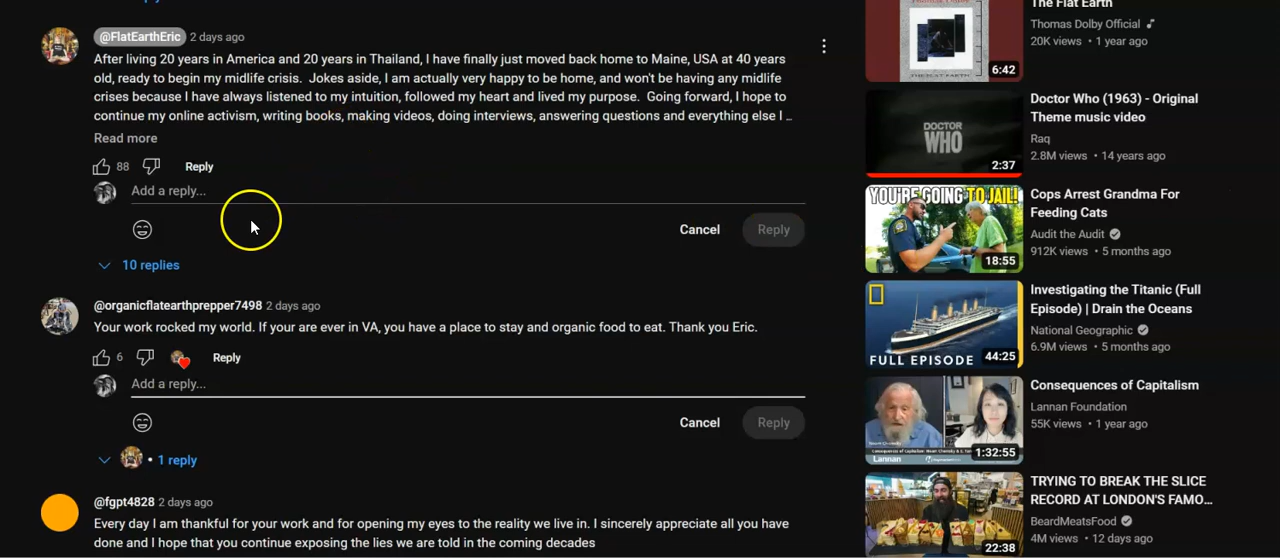 @FlatEarthEric 2 days ago
After living 20 years in America and 20 years in Thailand, I have finally just moved back home to Maine, USA at 40 years
old, ready to begin my midlife crisis.  Jokes aside, I am actually very happy to be home, and won't be having any midlife
crises because I have always listened to my intuition, followed my heart and lived my purpose.  Going forward, I hope to
continue my online activism, writing books, making videos, doing interviews, answering questions and everything else I ...
Read more
88 Reply
Add a reply...
Cancel Reply
10 replies
@organicflatearthprepper7498 2 days ago
Your work rocked my world. If your are ever in VA, you have a place to stay and organic food to eat. Thank you Eric.
6 Reply
Add a reply...
Cancel Reply
• 1 reply
@fgpt4828 2 days ago
Every day I am thankful for your work and for opening my eyes to the reality we live in. I sincerely appreciate all you have
done and I hope that you continue exposing the lies we are told in the coming decades
The Flat Earth
Thomas Dolby Official
20K views • 1 year ago
6:42
DOCTOR
WHO
2:37
Doctor Who (1963) - Original
Theme music video
Raq
2.8M views • 14 years ago
YOU'RE GOING TO JAIL!
18:55
Cops Arrest Grandma For
Feeding Cats
Audit the Audit
912K views • 5 months ago
FULL EPISODE
44:25
Investigating the Titanic (Full
Episode) | Drain the Oceans
National Geographic
6.9M views • 5 months ago
Lannan
1:32:55
Consequences of Capitalism
Lannan Foundation
55K views • 1 year ago
22:38
TRYING TO BREAK THE SLICE
RECORD AT LONDON'S FAMO...
BeardMeatsFood
4M views • 12 days ago